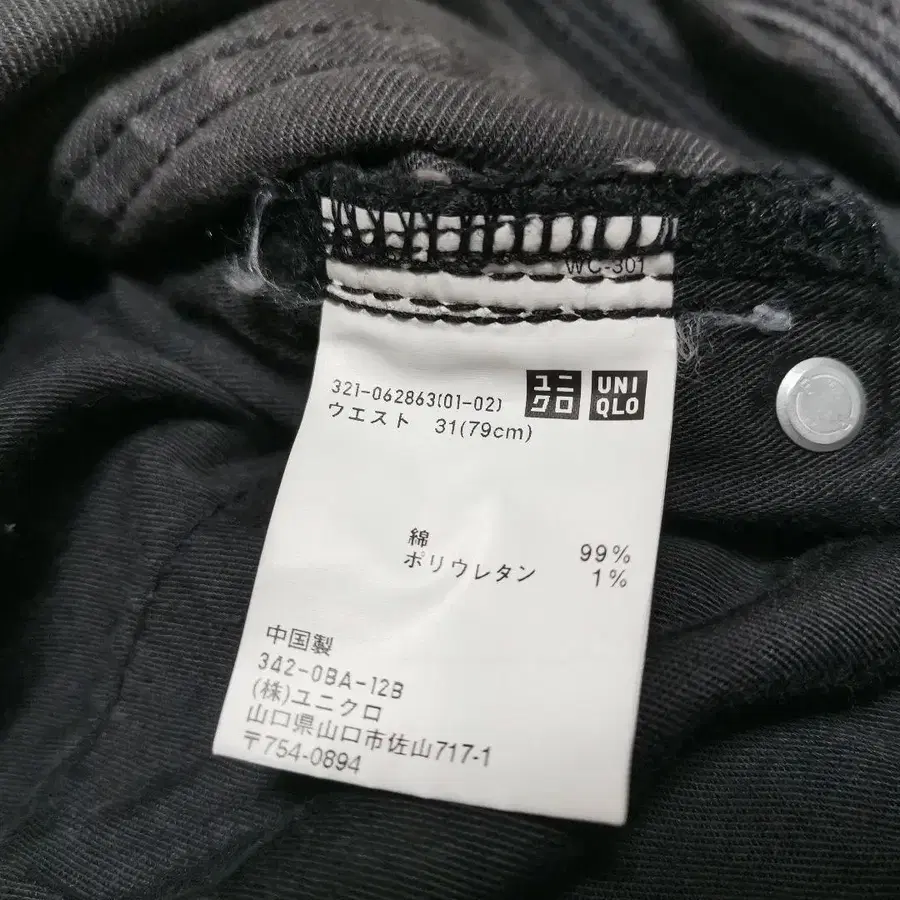 WC-301
321-062863(01-02)
ユニクロ
UNIQLO
ウエスト 31(79cm)
綿 99%
ポリウレタン 1%
中国製
342-0BA-12B
(株)ユニクロ
山口県山口市佐山717-1
〒754-0894